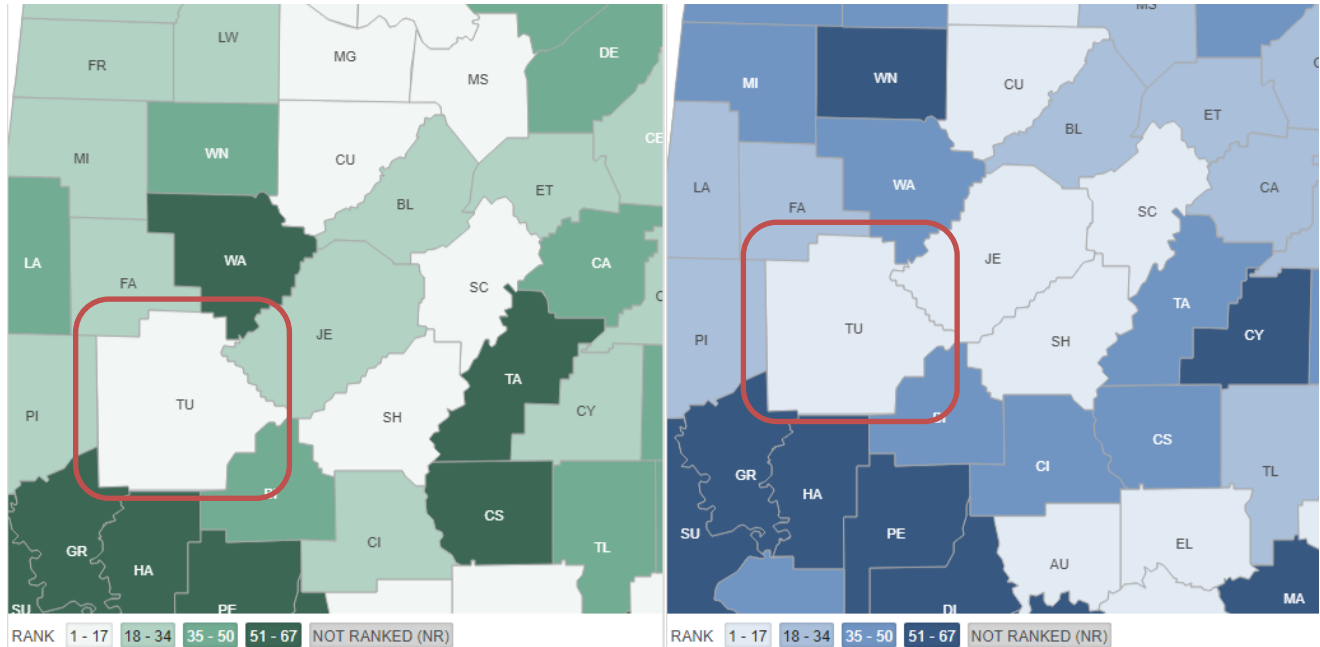 LW
DE
FR
MG
MS
CE
WN
MI
CU
ET
BL
LA
WA
CA
FA
SC
JE
TA
TU
PI
SH
CY
CS
CI
GR
TL
HA
SU
PE
RANK 1 - 17 18 - 34 35 - 50 51 - 67 NOT RANKED (NR)
MS
MI
WN
CU
ET
BL
LA
WA
CA
FA
SC
JE
TA
TU
PI
SH
CY
CS
CI
GR
TL
HA
SU
PE
EL
AU
MA
RANK 1 - 17 18 - 34 35 - 50 51 - 67 NOT RANKED (NR)